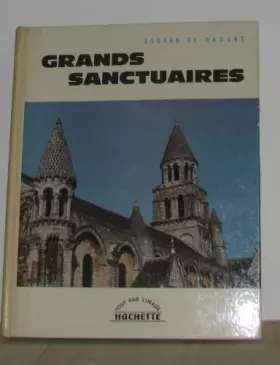 GRANDS
SANCTUAIRES
TOUT PAR L'IMAGE
HACHETTE